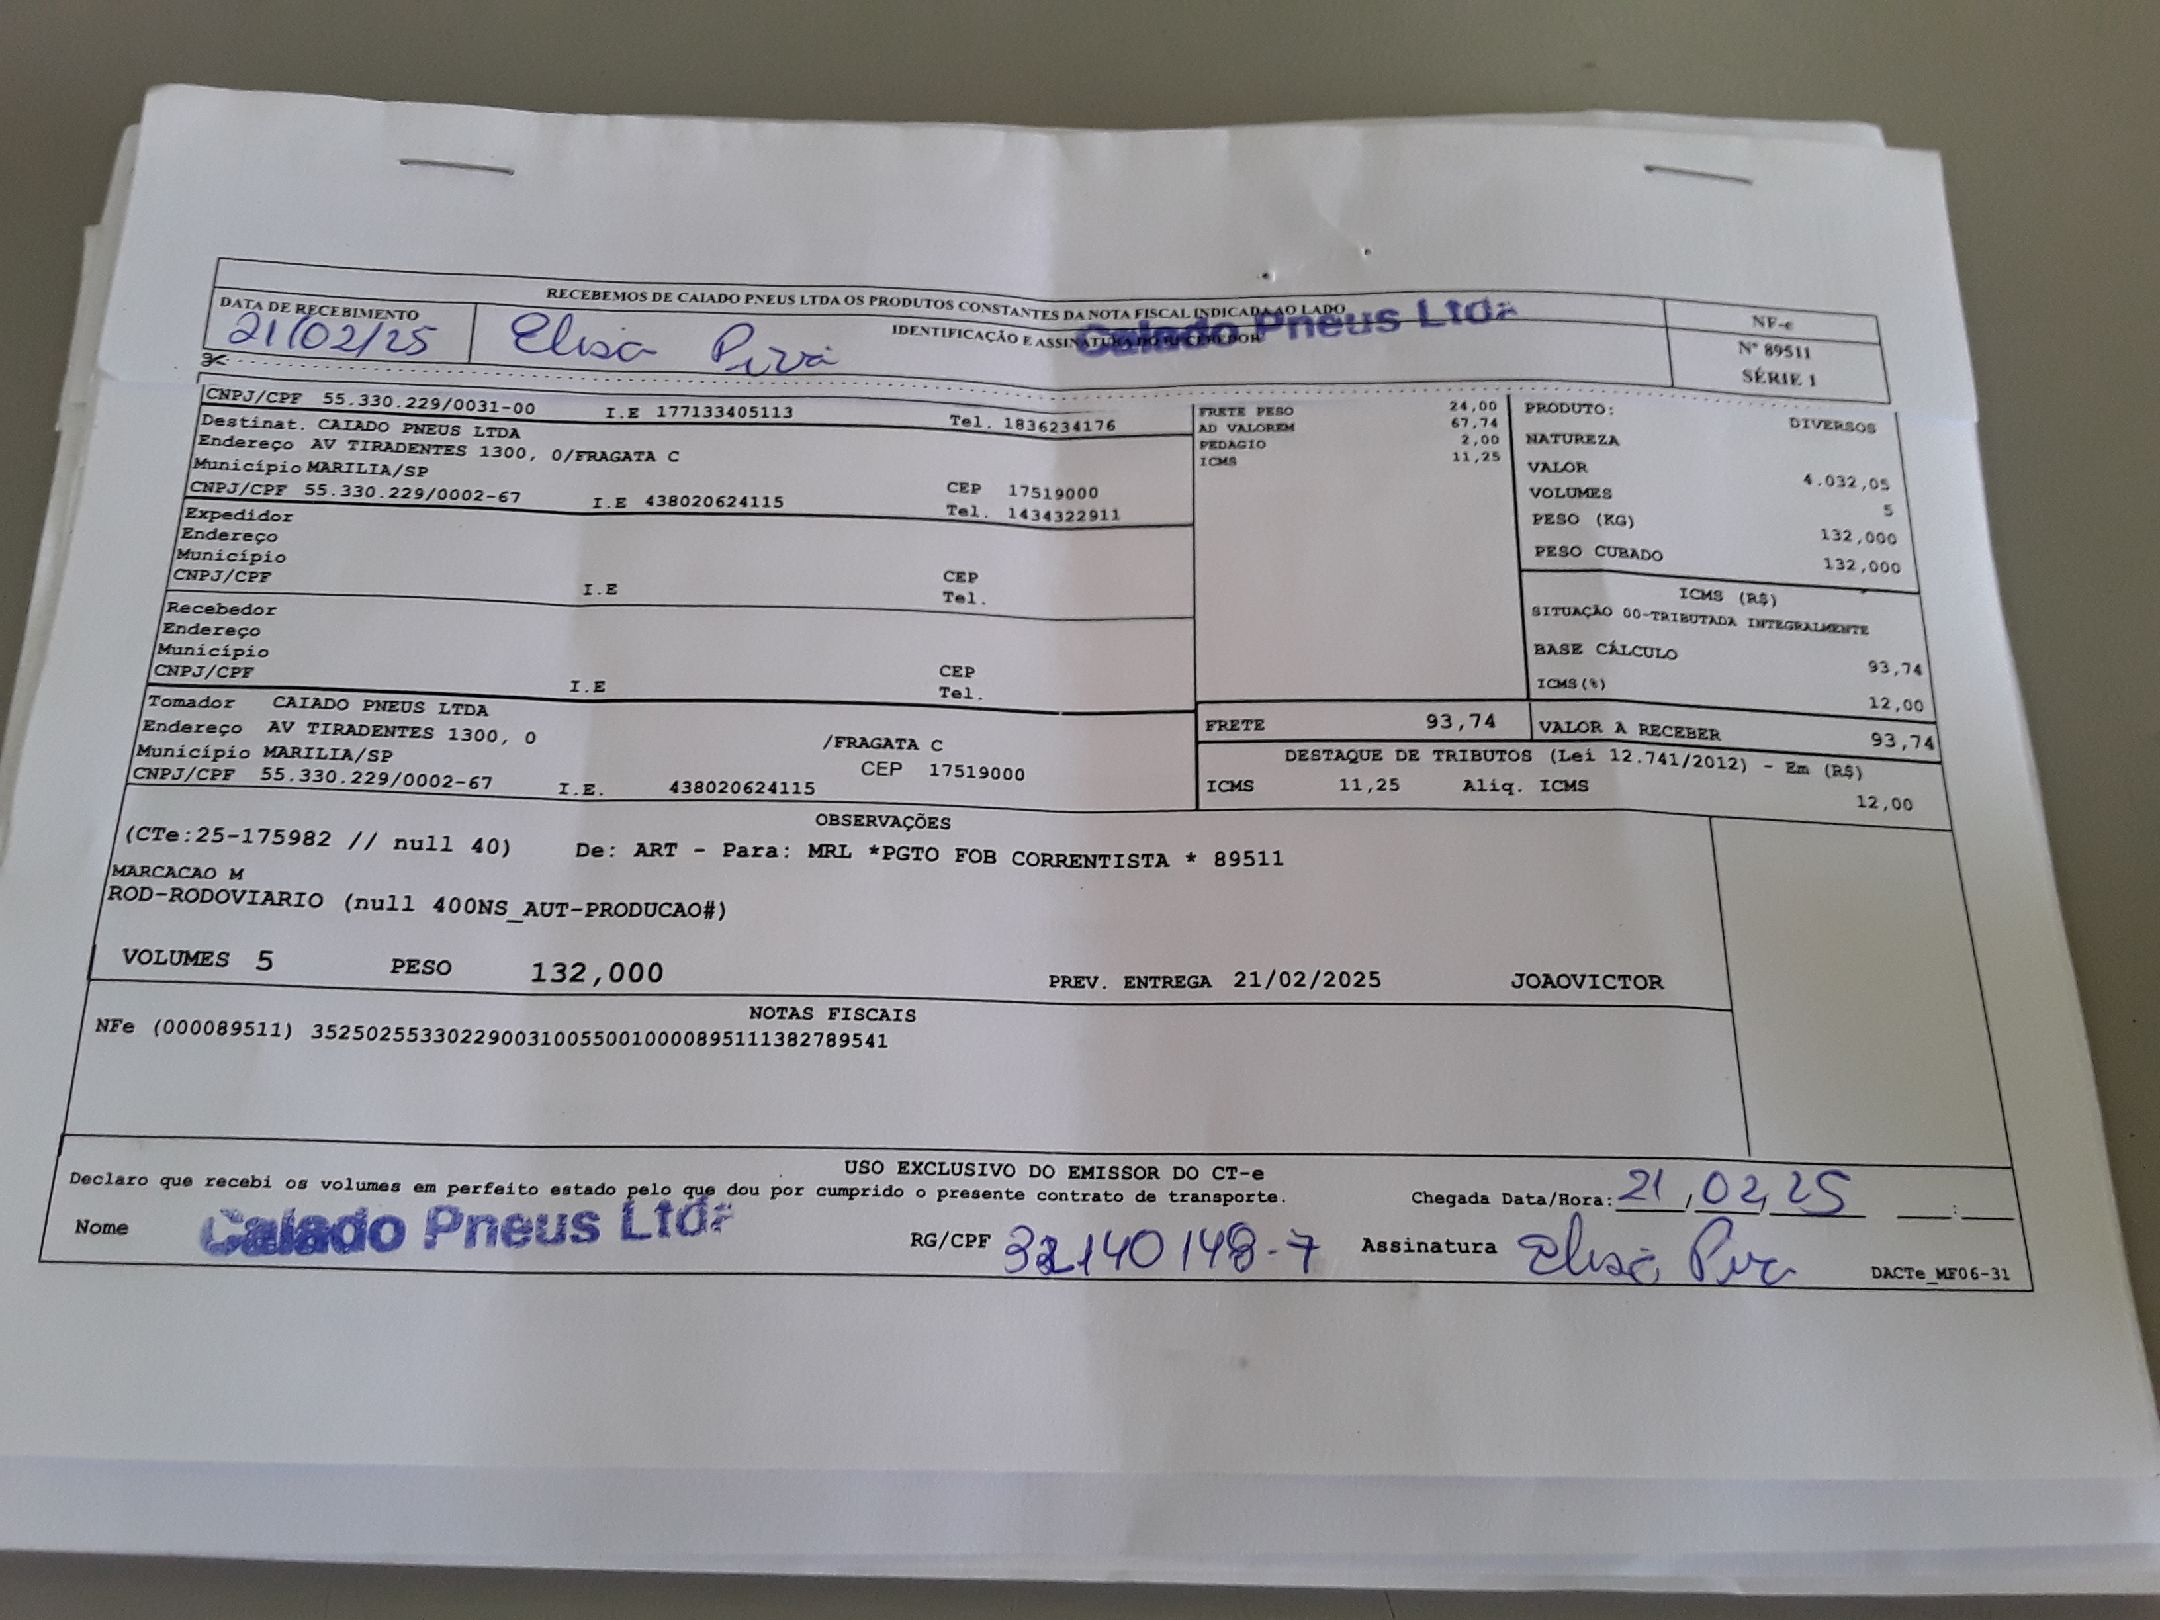 RECEBEMOS DE CAIADO PNEUS LTDA OS PRODUTOS CONSTANTES DA NOTA FISCAL INDICADA AO LADO
DATA DE RECEBIMENTO
21/02/25
IDENTIFICAÇÃO E ASSINATURA DO RECEBEDOR
Elisa Piva
Caiado Pneus Ltda
NF-e
Nº 89511
SÉRIE 1
CNPJ/CPF 55.330.229/0031-00 I.E 177133405113 Tel. 1836234176
Destinat. CAIADO PNEUS LTDA
Endereço AV TIRADENTES 1300, 0/FRAGATA C
Município MARILIA/SP CEP 17519000
CNPJ/CPF 55.330.229/0002-67 I.E 438020624115 Tel. 1434322911
Expedidor
Endereço
Município CEP
CNPJ/CPF I.E Tel.
Recebedor
Endereço
Município CEP
CNPJ/CPF I.E Tel.
Tomador CAIADO PNEUS LTDA
Endereço AV TIRADENTES 1300, 0 /FRAGATA C
Município MARILIA/SP CEP 17519000
CNPJ/CPF 55.330.229/0002-67 I.E. 438020624115
FRETE PESO 24,00
AD VALOREM 67,74
PEDAGIO 2,00
ICMS 11,25
PRODUTO: DIVERSOS
NATUREZA
VALOR 4.032,05
VOLUMES 5
PESO (KG) 132,000
PESO CUBADO 132,000
ICMS (R$)
SITUAÇÃO 00-TRIBUTADA INTEGRALMENTE
BASE CÁLCULO 93,74
ICMS(%) 12,00
FRETE 93,74 VALOR A RECEBER 93,74
DESTAQUE DE TRIBUTOS (Lei 12.741/2012) - Em (R$)
ICMS 11,25 Aliq. ICMS 12,00
OBSERVAÇÕES
(CTe:25-175982 // null 40) De: ART - Para: MRL *PGTO FOB CORRENTISTA * 89511
MARCACAO M
ROD-RODOVIARIO (null 400NS_AUT-PRODUCAO#)
VOLUMES 5 PESO 132,000 PREV. ENTREGA 21/02/2025 JOAOVICTOR
NOTAS FISCAIS
NFe (000089511) 35250255330229003100550010000895111382789541
USO EXCLUSIVO DO EMISSOR DO CT-e
Declaro que recebi os volumes em perfeito estado pelo que dou por cumprido o presente contrato de transporte. Chegada Data/Hora: 21/02/25 __:__
Nome Caiado Pneus Ltda RG/CPF 32140148-7 Assinatura Elisa Piva
DACTe_MF06-31